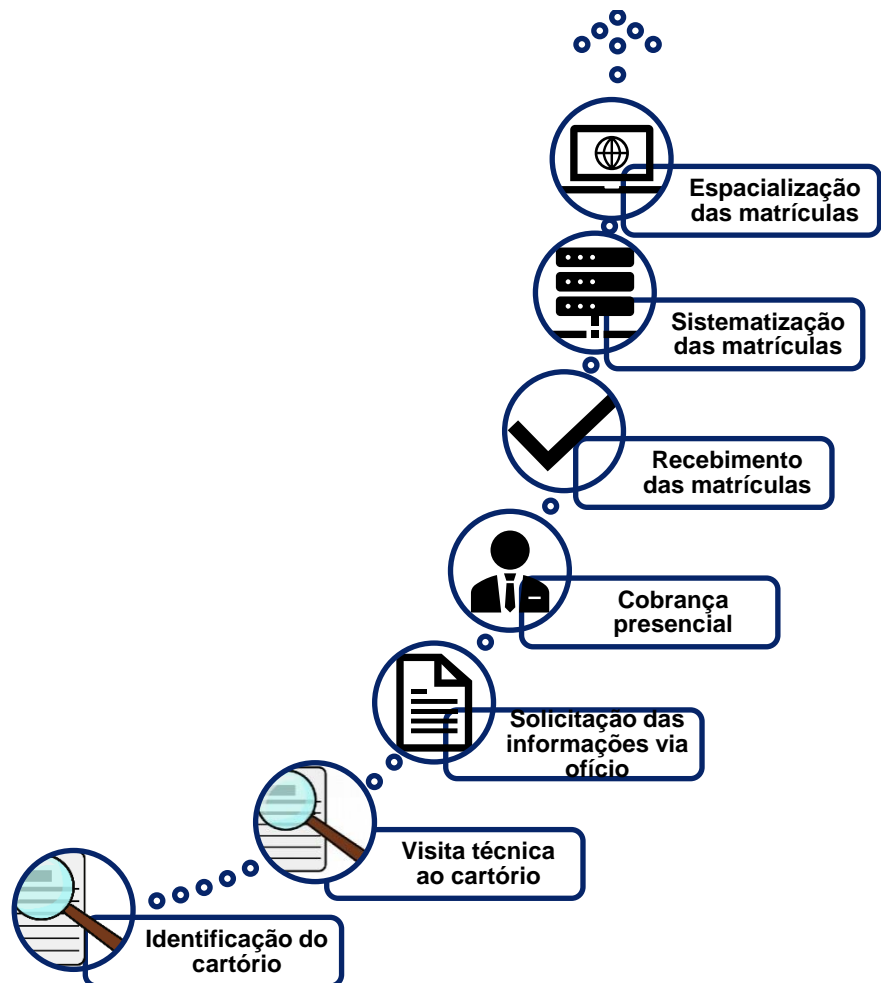 Espacialização
das matrículas
Sistematização
das matrículas
Recebimento
das matrículas
Cobrança
presencial
Solicitação das
informações via
ofício
Visita técnica
ao cartório
Identificação do
cartório